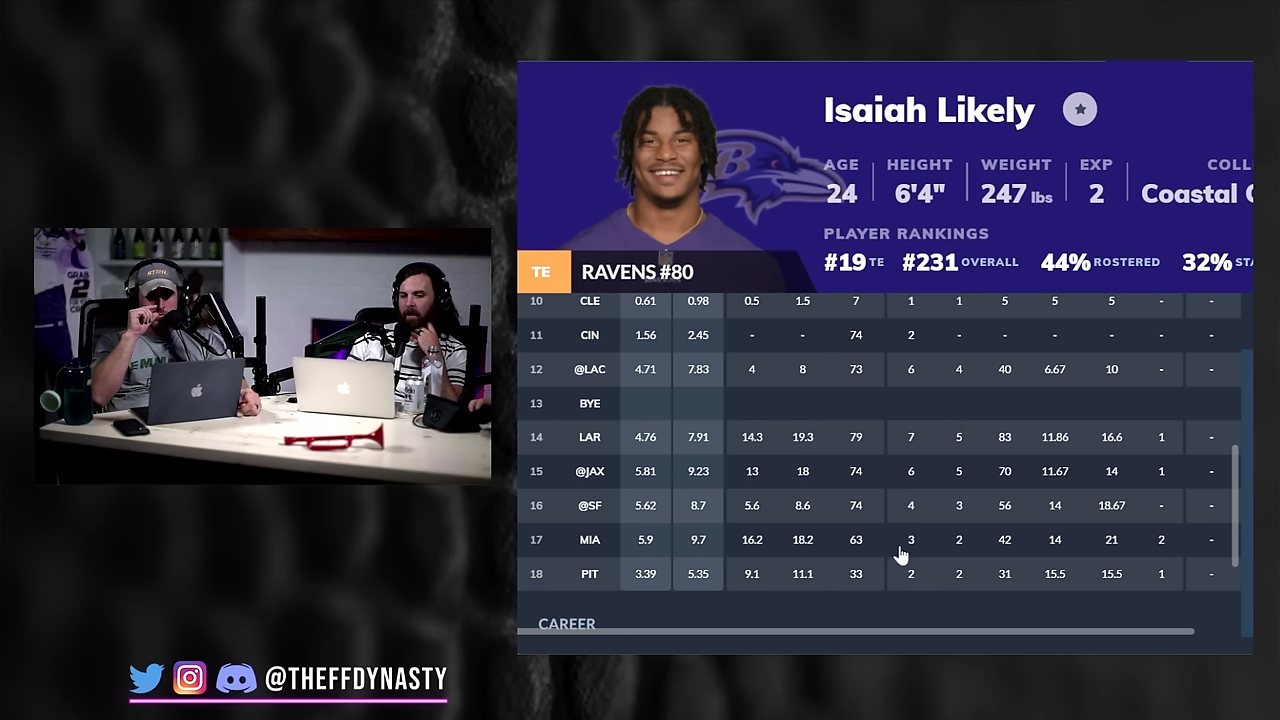 Isaiah Likely
AGE HEIGHT WEIGHT EXP COLL
24 6'4" 247 lbs 2 Coastal C
PLAYER RANKINGS
#19 TE #231 OVERALL 44% ROSTERED 32% STA
TE RAVENS #80
10 CLE 0.61 0.98 0.5 1.5 7 1 1 5 5 5 - -
11 CIN 1.56 2.45 - - 74 2 - - - - - -
12 @LAC 4.71 7.83 4 8 73 6 4 40 6.67 10 - -
13 BYE
14 LAR 4.76 7.91 14.3 19.3 79 7 5 83 11.86 16.6 1 -
15 @JAX 5.81 9.23 13 18 74 6 5 70 11.67 14 1 -
16 @SF 5.62 8.7 5.6 8.6 74 4 3 56 14 18.67 - -
17 MIA 5.9 9.7 16.2 18.2 63 3 2 42 14 21 2 -
18 PIT 3.39 5.35 9.1 11.1 33 2 2 31 15.5 15.5 1 -
CAREER
STIHL
GRAB
2
@THEFFDYNASTY